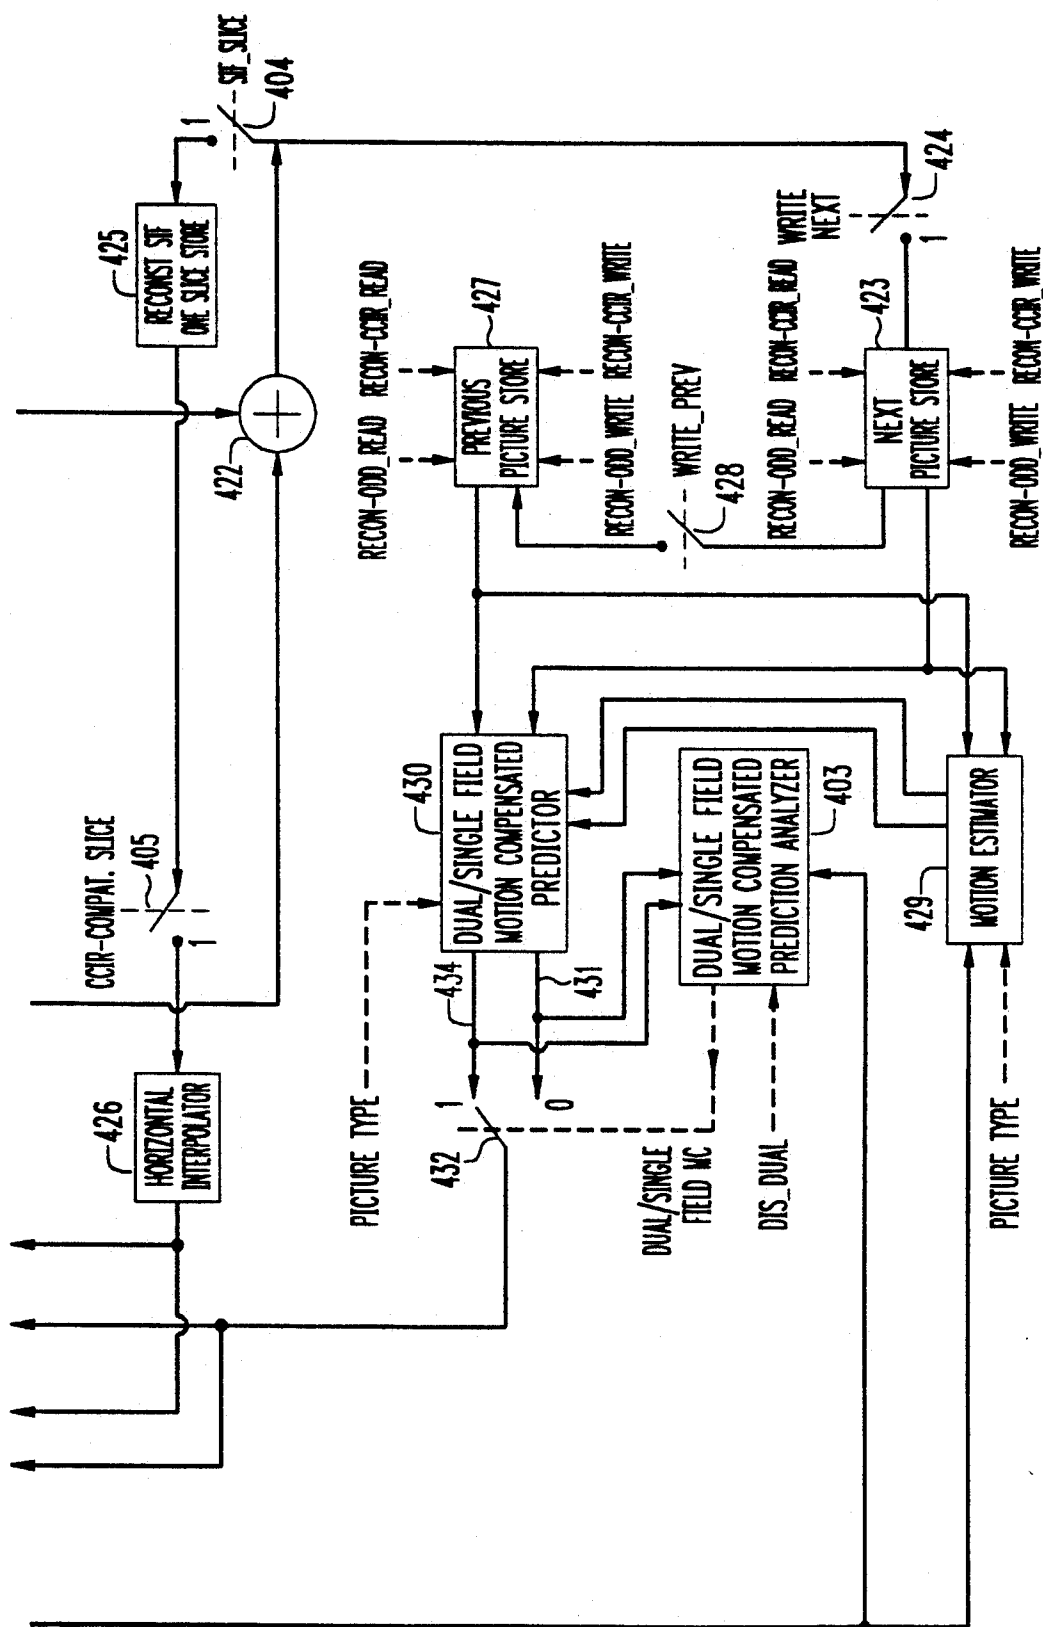 SIF_SLICE
404
1
425
RECONST SIF
ONE SLICE STORE
CCIR-COMPAT. SLICE
405
1
426
HORIZONTAL
INTERPOLATOR
422
RECON-ODD_READ RECON-CCIR_READ
427
PREVIOUS
PICTURE STORE
RECON-ODD_WRITE RECON-CCIR_WRITE
WRITE_PREV
428
RECON-ODD_READ RECON-CCIR_READ
WRITE
NEXT
424
1
423
NEXT
PICTURE STORE
RECON-ODD_WRITE RECON-CCIR_WRITE
430
DUAL/SINGLE FIELD
MOTION COMPENSATED
PREDICTOR
PICTURE TYPE
434
431
1
0
432
403
DUAL/SINGLE FIELD
MOTION COMPENSATED
PREDICTION ANALYZER
DUAL/SINGLE
FIELD MC
DIS_DUAL
429
MOTION ESTIMATOR
PICTURE TYPE